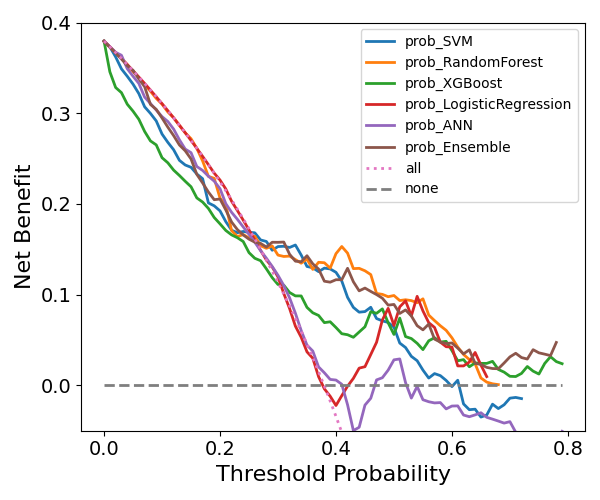 0.4
0.3
0.2
0.1
0.0
Net Benefit
prob_SVM
prob_RandomForest
prob_XGBoost
prob_LogisticRegression
prob_ANN
prob_Ensemble
all
none
0.0 0.2 0.4 0.6 0.8
Threshold Probability